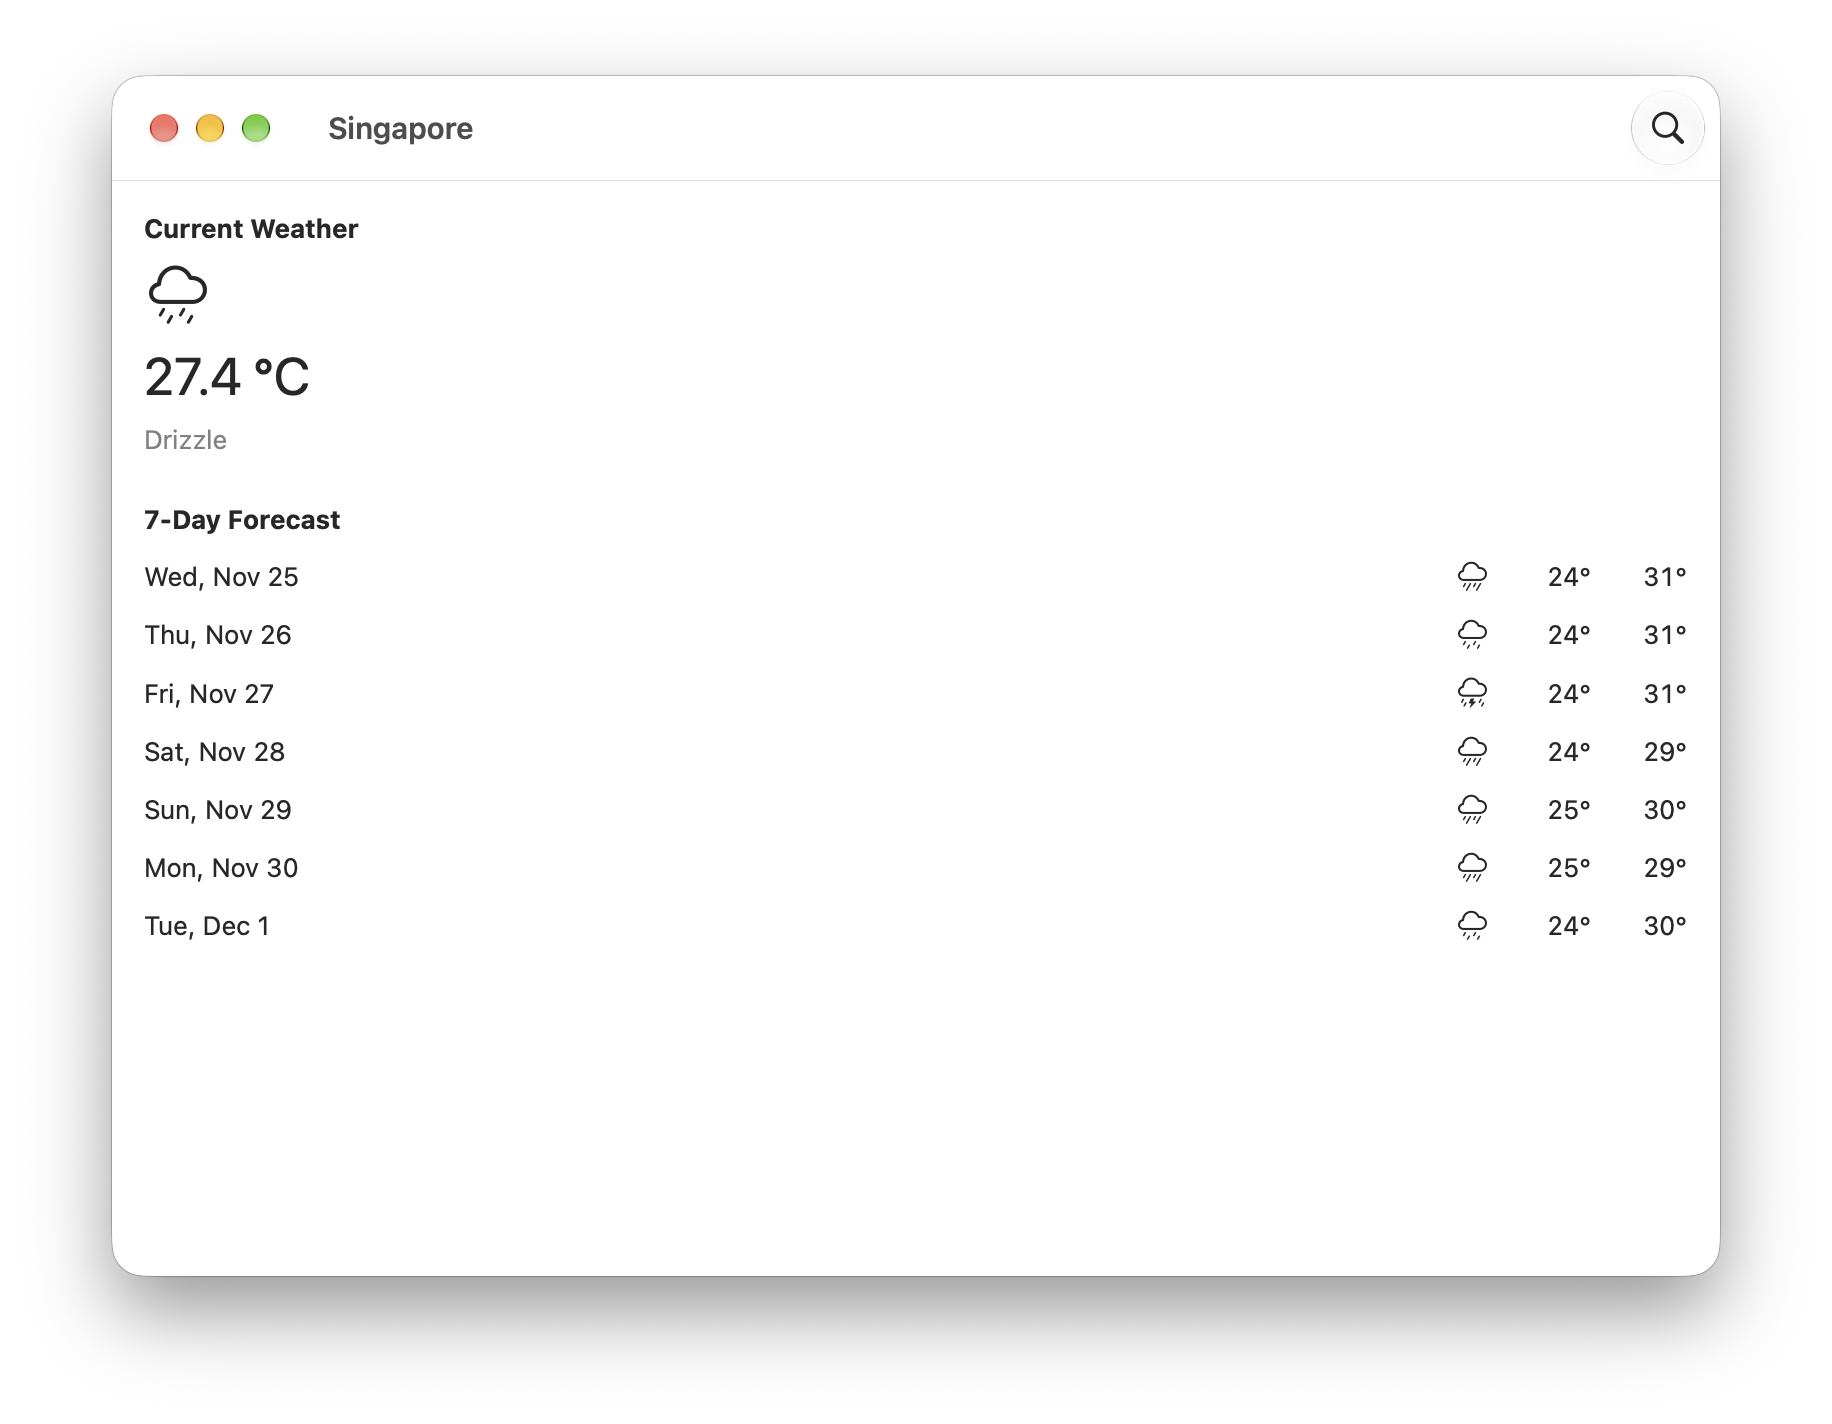 Singapore
Current Weather
27.4 °C
Drizzle
7-Day Forecast
Wed, Nov 25 24° 31°
Thu, Nov 26 24° 31°
Fri, Nov 27 24° 31°
Sat, Nov 28 24° 29°
Sun, Nov 29 25° 30°
Mon, Nov 30 25° 29°
Tue, Dec 1 24° 30°